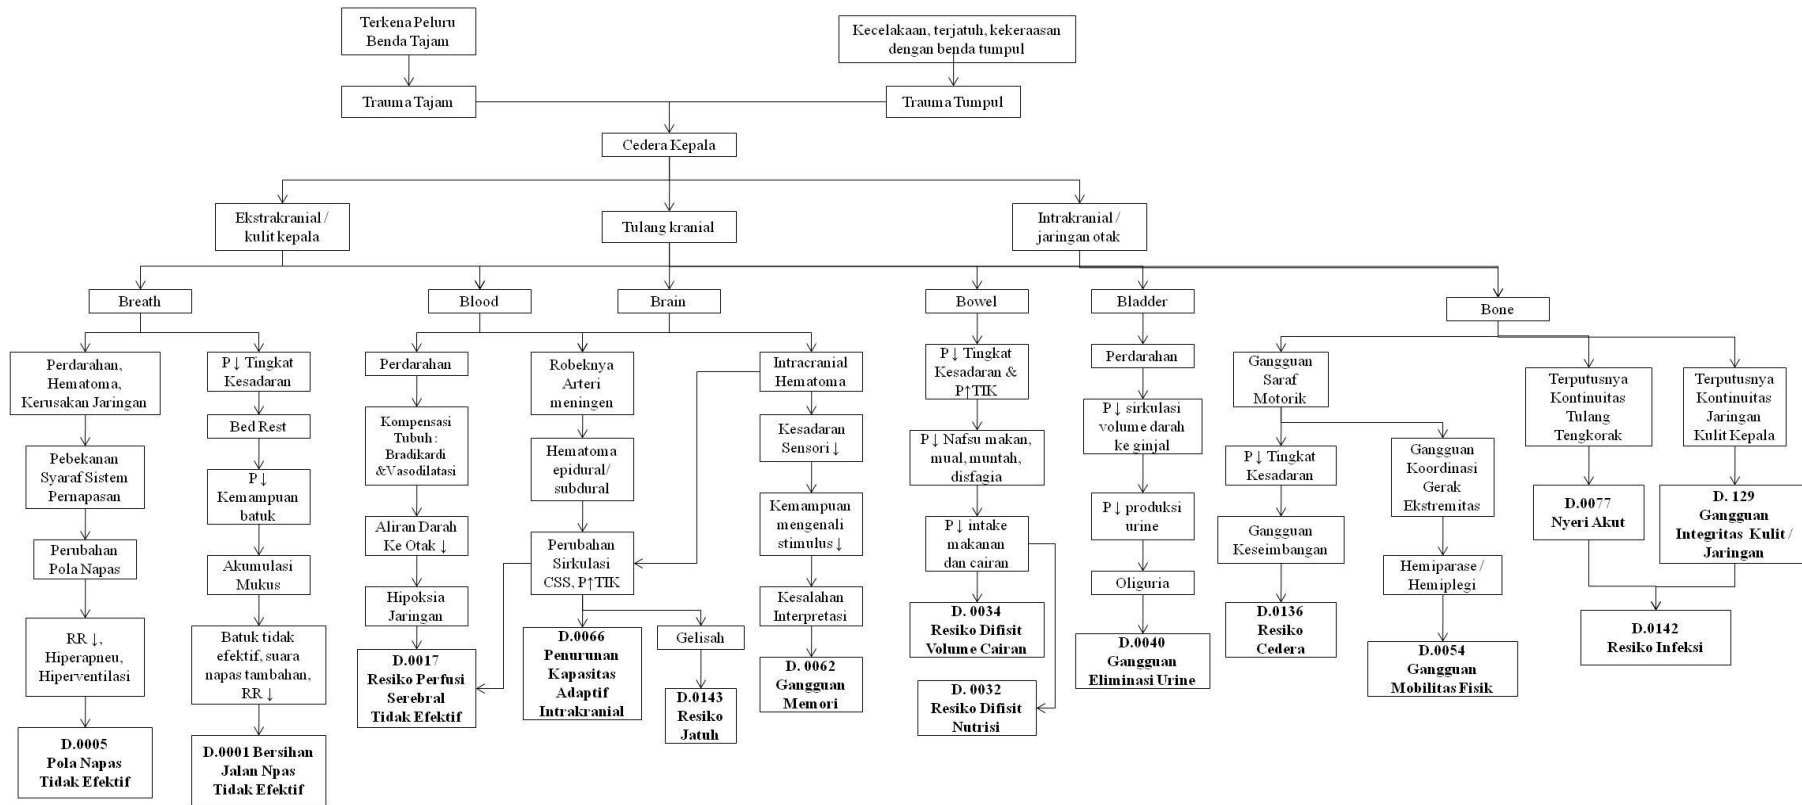 Terkena Peluru
Benda Tajam
Kecelakaan, terjatuh, kekeraasan
dengan benda tumpul
Trauma Tajam
Trauma Tumpul
Cedera Kepala
Ekstrakranial /
kulit kepala
Tulang kranial
Intrakranial /
jaringan otak
Breath
Blood
Brain
Bowel
Bladder
Bone
Perdarahan,
Hematoma,
Kerusakan Jaringan
Pebekanan
Syaraf Sistem
Pernapasan
Perubahan
Pola Napas
RR ↓,
Hiperapneu,
Hiperventilasi
D.0005
Pola Napas
Tidak Efektif
P ↓ Tingkat
Kesadaran
Bed Rest
P ↓
Kemampuan
batuk
Akumulasi
Mukus
Batuk tidak
efektif, suara
napas tambahan,
RR ↓
D.0001 Bersihan
Jalan Npas
Tidak Efektif
Perdarahan
Kompensasi
Tubuh :
Bradikardi
&Vasodilatasi
Aliran Darah
Ke Otak ↓
Hipoksia
Jaringan
D.0017
Resiko Perfusi
Serebral
Tidak Efektif
Robeknya
Arteri
meningen
Hematoma
epidural/
subdural
Perubahan
Sirkulasi
CSS, P↑TIK
D.0066
Penurunan
Kapasitas
Adaptif
Intrakranial
Gelisah
D.0143
Resiko
Jatuh
Intracranial
Hematoma
Kesadaran
Sensori ↓
Kemampuan
mengenali
stimulus ↓
Kesalahan
Interpretasi
D. 0062
Gangguan
Memori
P ↓ Tingkat
Kesadaran &
P↑TIK
P ↓ Nafsu makan,
mual, muntah,
disfagia
P ↓ intake
makanan
dan cairan
D. 0034
Resiko Difisit
Volume Cairan
D. 0032
Resiko Difisit
Nutrisi
Perdarahan
P ↓ sirkulasi
volume darah
ke ginjal
P ↓ produksi
urine
Oliguria
D.0040
Gangguan
Eliminasi Urine
Gangguan
Saraf
Motorik
P ↓ Tingkat
Kesadaran
Gangguan
Keseimbangan
D.0136
Resiko
Cedera
Gangguan
Koordinasi
Gerak
Ekstremitas
Hemiparase /
Hemiplegi
D.0054
Gangguan
Mobilitas Fisik
Terputusnya
Kontinuitas
Tulang
Tengkorak
D.0077
Nyeri Akut
Terputusnya
Kontinuitas
Jaringan
Kulit Kepala
D. 129
Gangguan
Integritas Kulit /
Jaringan
D.0142
Resiko Infeksi